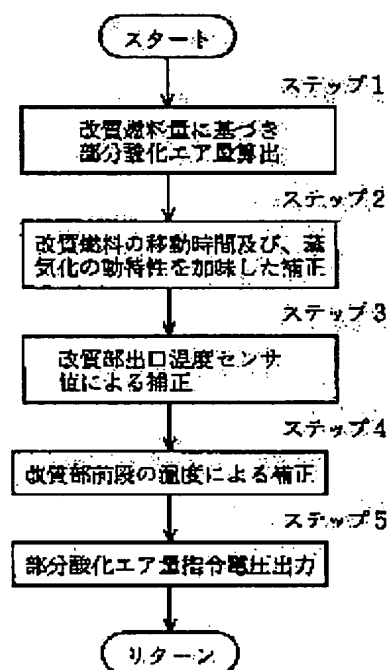 スタート
ステップ1
改質燃料量に基づき
部分酸化エア量算出
ステップ2
改質燃料の移動時間及び、蒸
気化の動特性を加味した補正
ステップ3
改質部出口温度センサ
値による補正
ステップ4
改質部前段の温度による補正
ステップ5
部分酸化エア量指令電圧出力
リターン